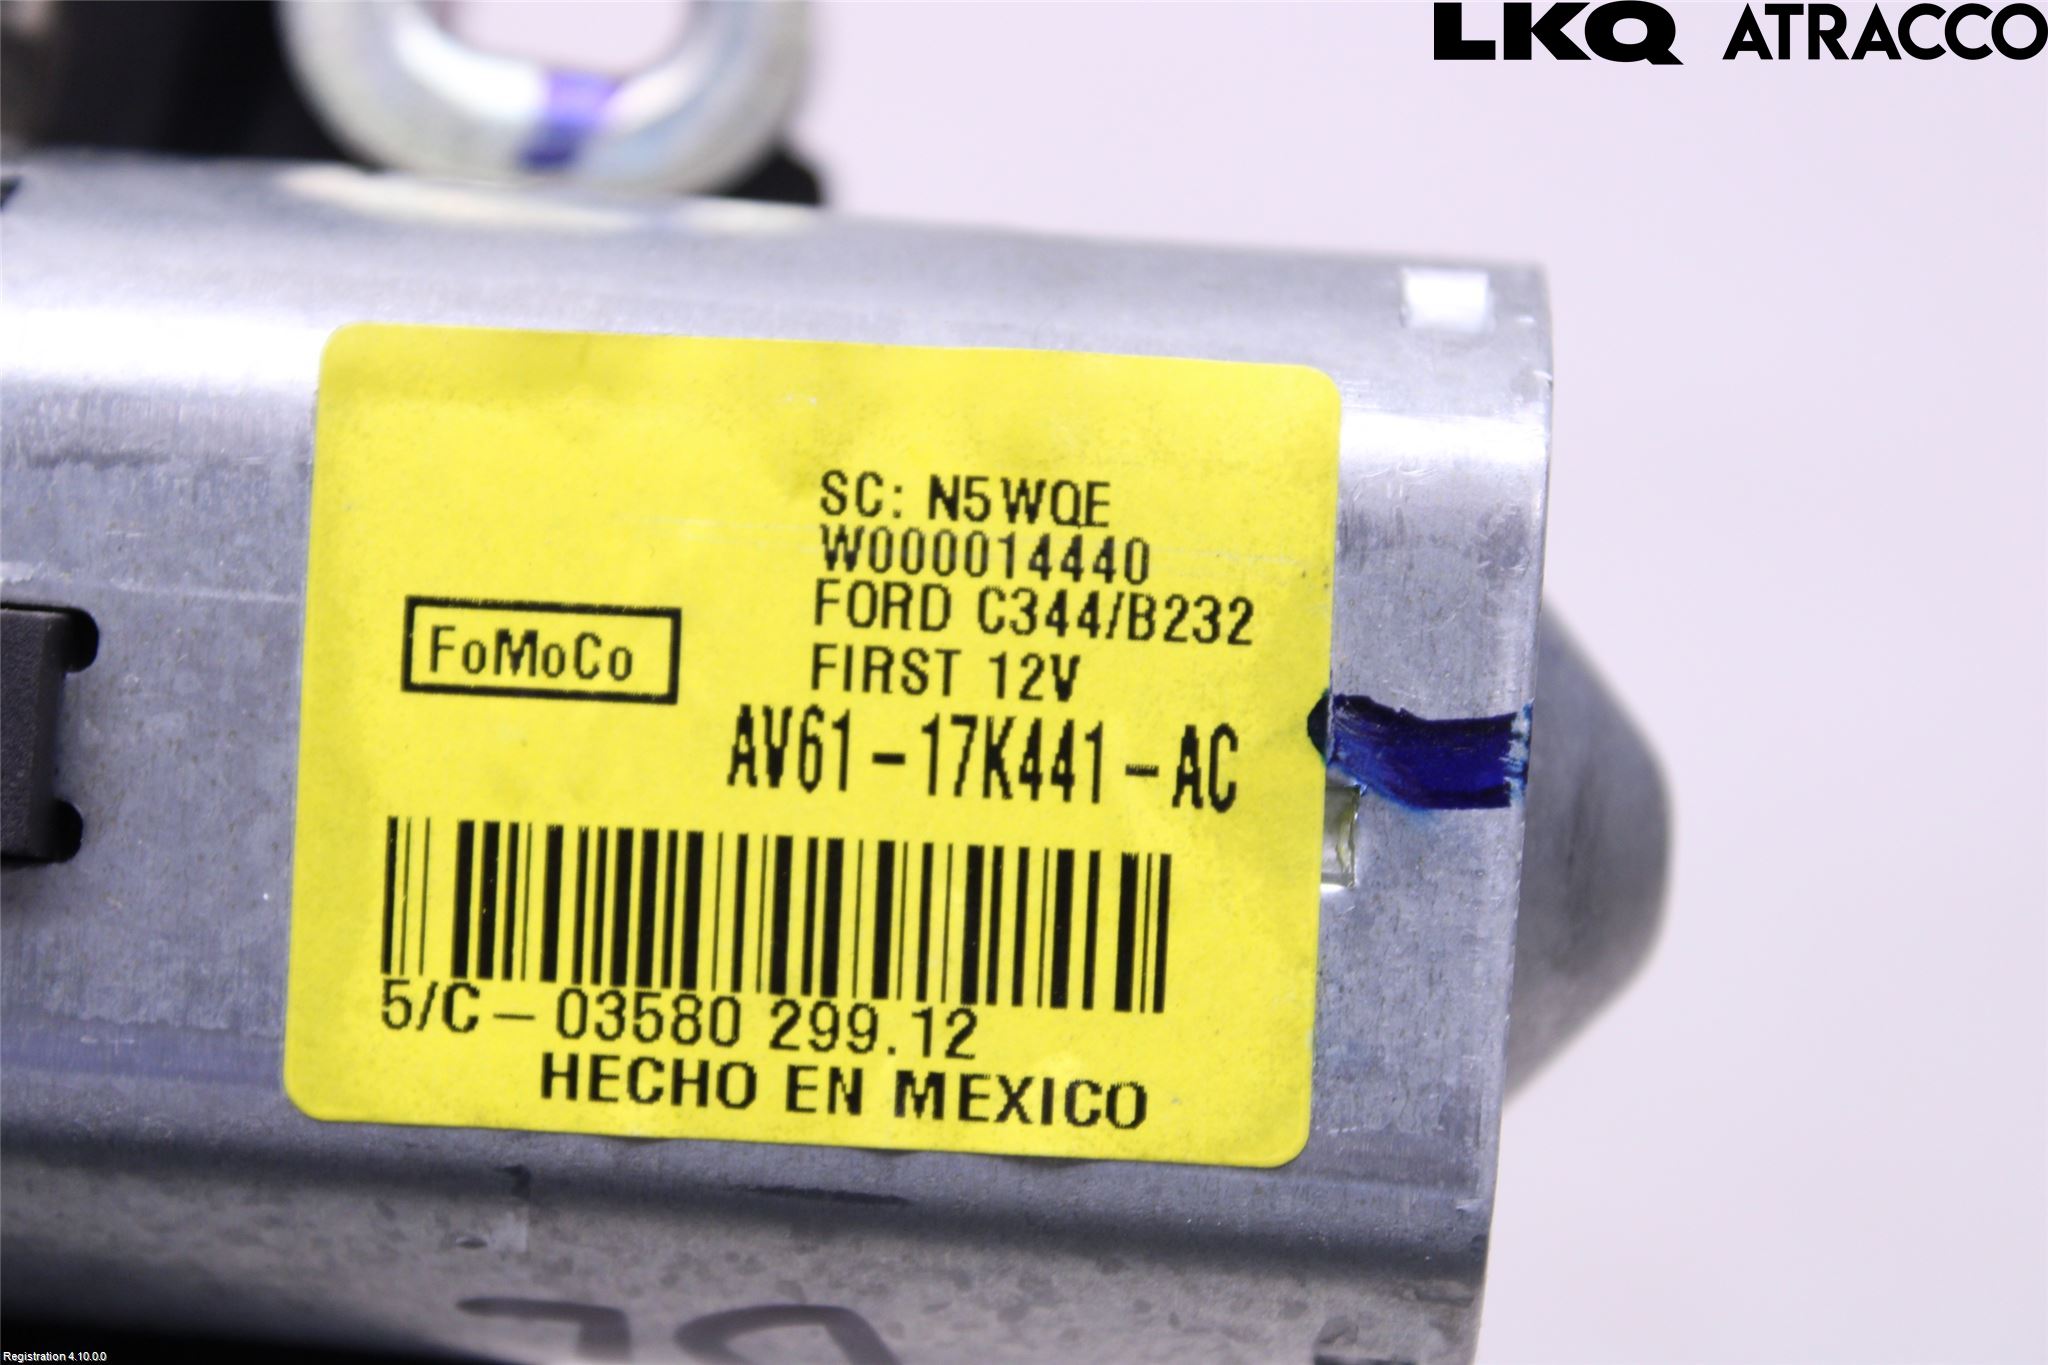 LKQ ATRACCO
SC: N5WQE
W000014440
FORD C344/B232
FoMoCo
FIRST 12V
AV61-17K441-AC
5/C-03580 299.12
HECHO EN MEXICO
Registration 4.10.0.0